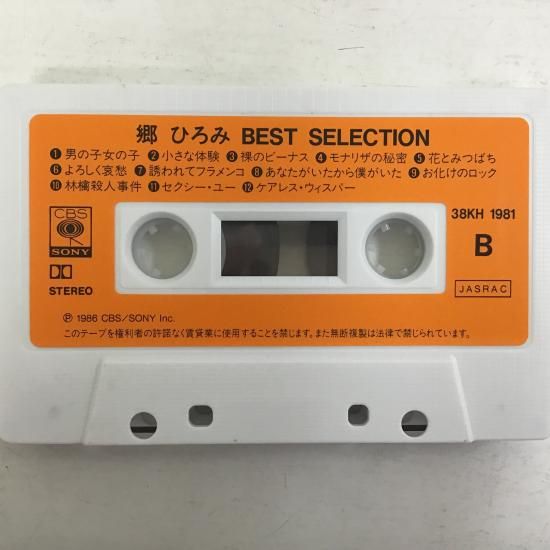 郷 ひろみ BEST SELECTION
❶ 男の子女の子 ❷ 小さな体験 ❸ 裸のビーナス ❹ モナリザの秘密 ❺ 花とみつばち
❻ よろしく哀愁 ❼ 誘われてフラメンコ ❽ あなたがいたから僕がいた ❾ お化けのロック
❿ 林檎殺人事件 ⓫ セクシー・ユー ⓬ ケアレス・ウィスパー
CBS
SONY
38KH 1981
B
STEREO
JASRAC
Ⓟ 1986 CBS/SONY Inc.
このテープを権利者の許諾なく賃貸業に使用することを禁じます。また無断複製は法律で禁じられています。